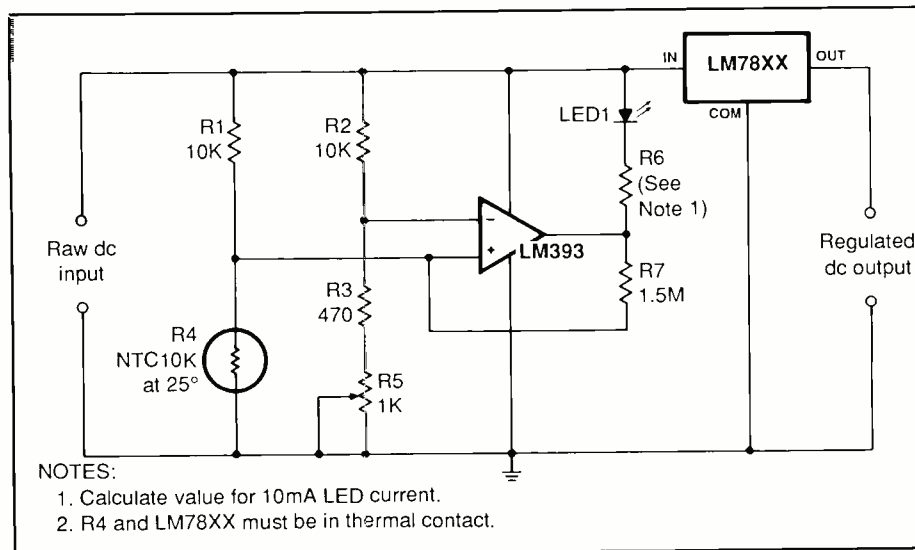 IN
LM78XX
OUT
COM
R1
10K
R2
10K
LED1
R6
(See
Note 1)
−
+
LM393
Raw dc
input
Regulated
dc output
R3
470
R7
1.5M
R4
NTC10K
at 25°
R5
1K
NOTES:
1. Calculate value for 10mA LED current.
2. R4 and LM78XX must be in thermal contact.